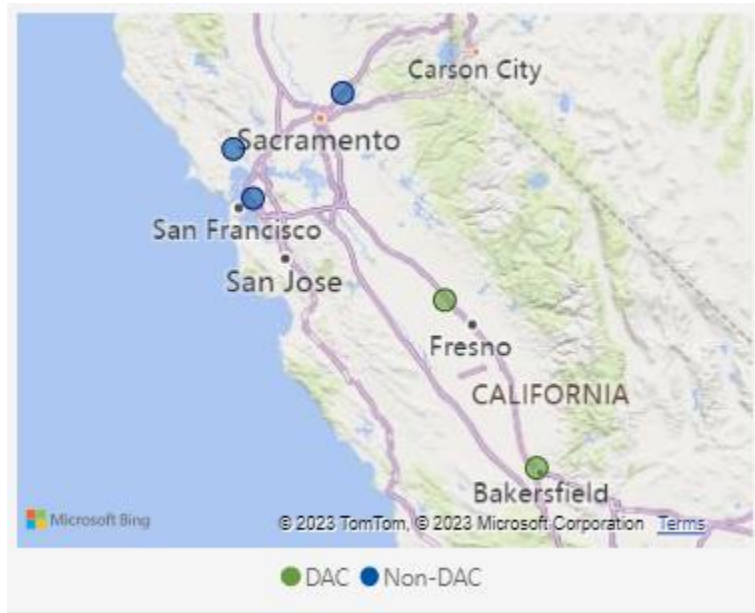 Carson City
Sacramento
San Francisco
San Jose
Fresno
CALIFORNIA
Bakersfield
Microsoft Bing
© 2023 TomTom, © 2023 Microsoft Corporation Terms
DAC Non-DAC